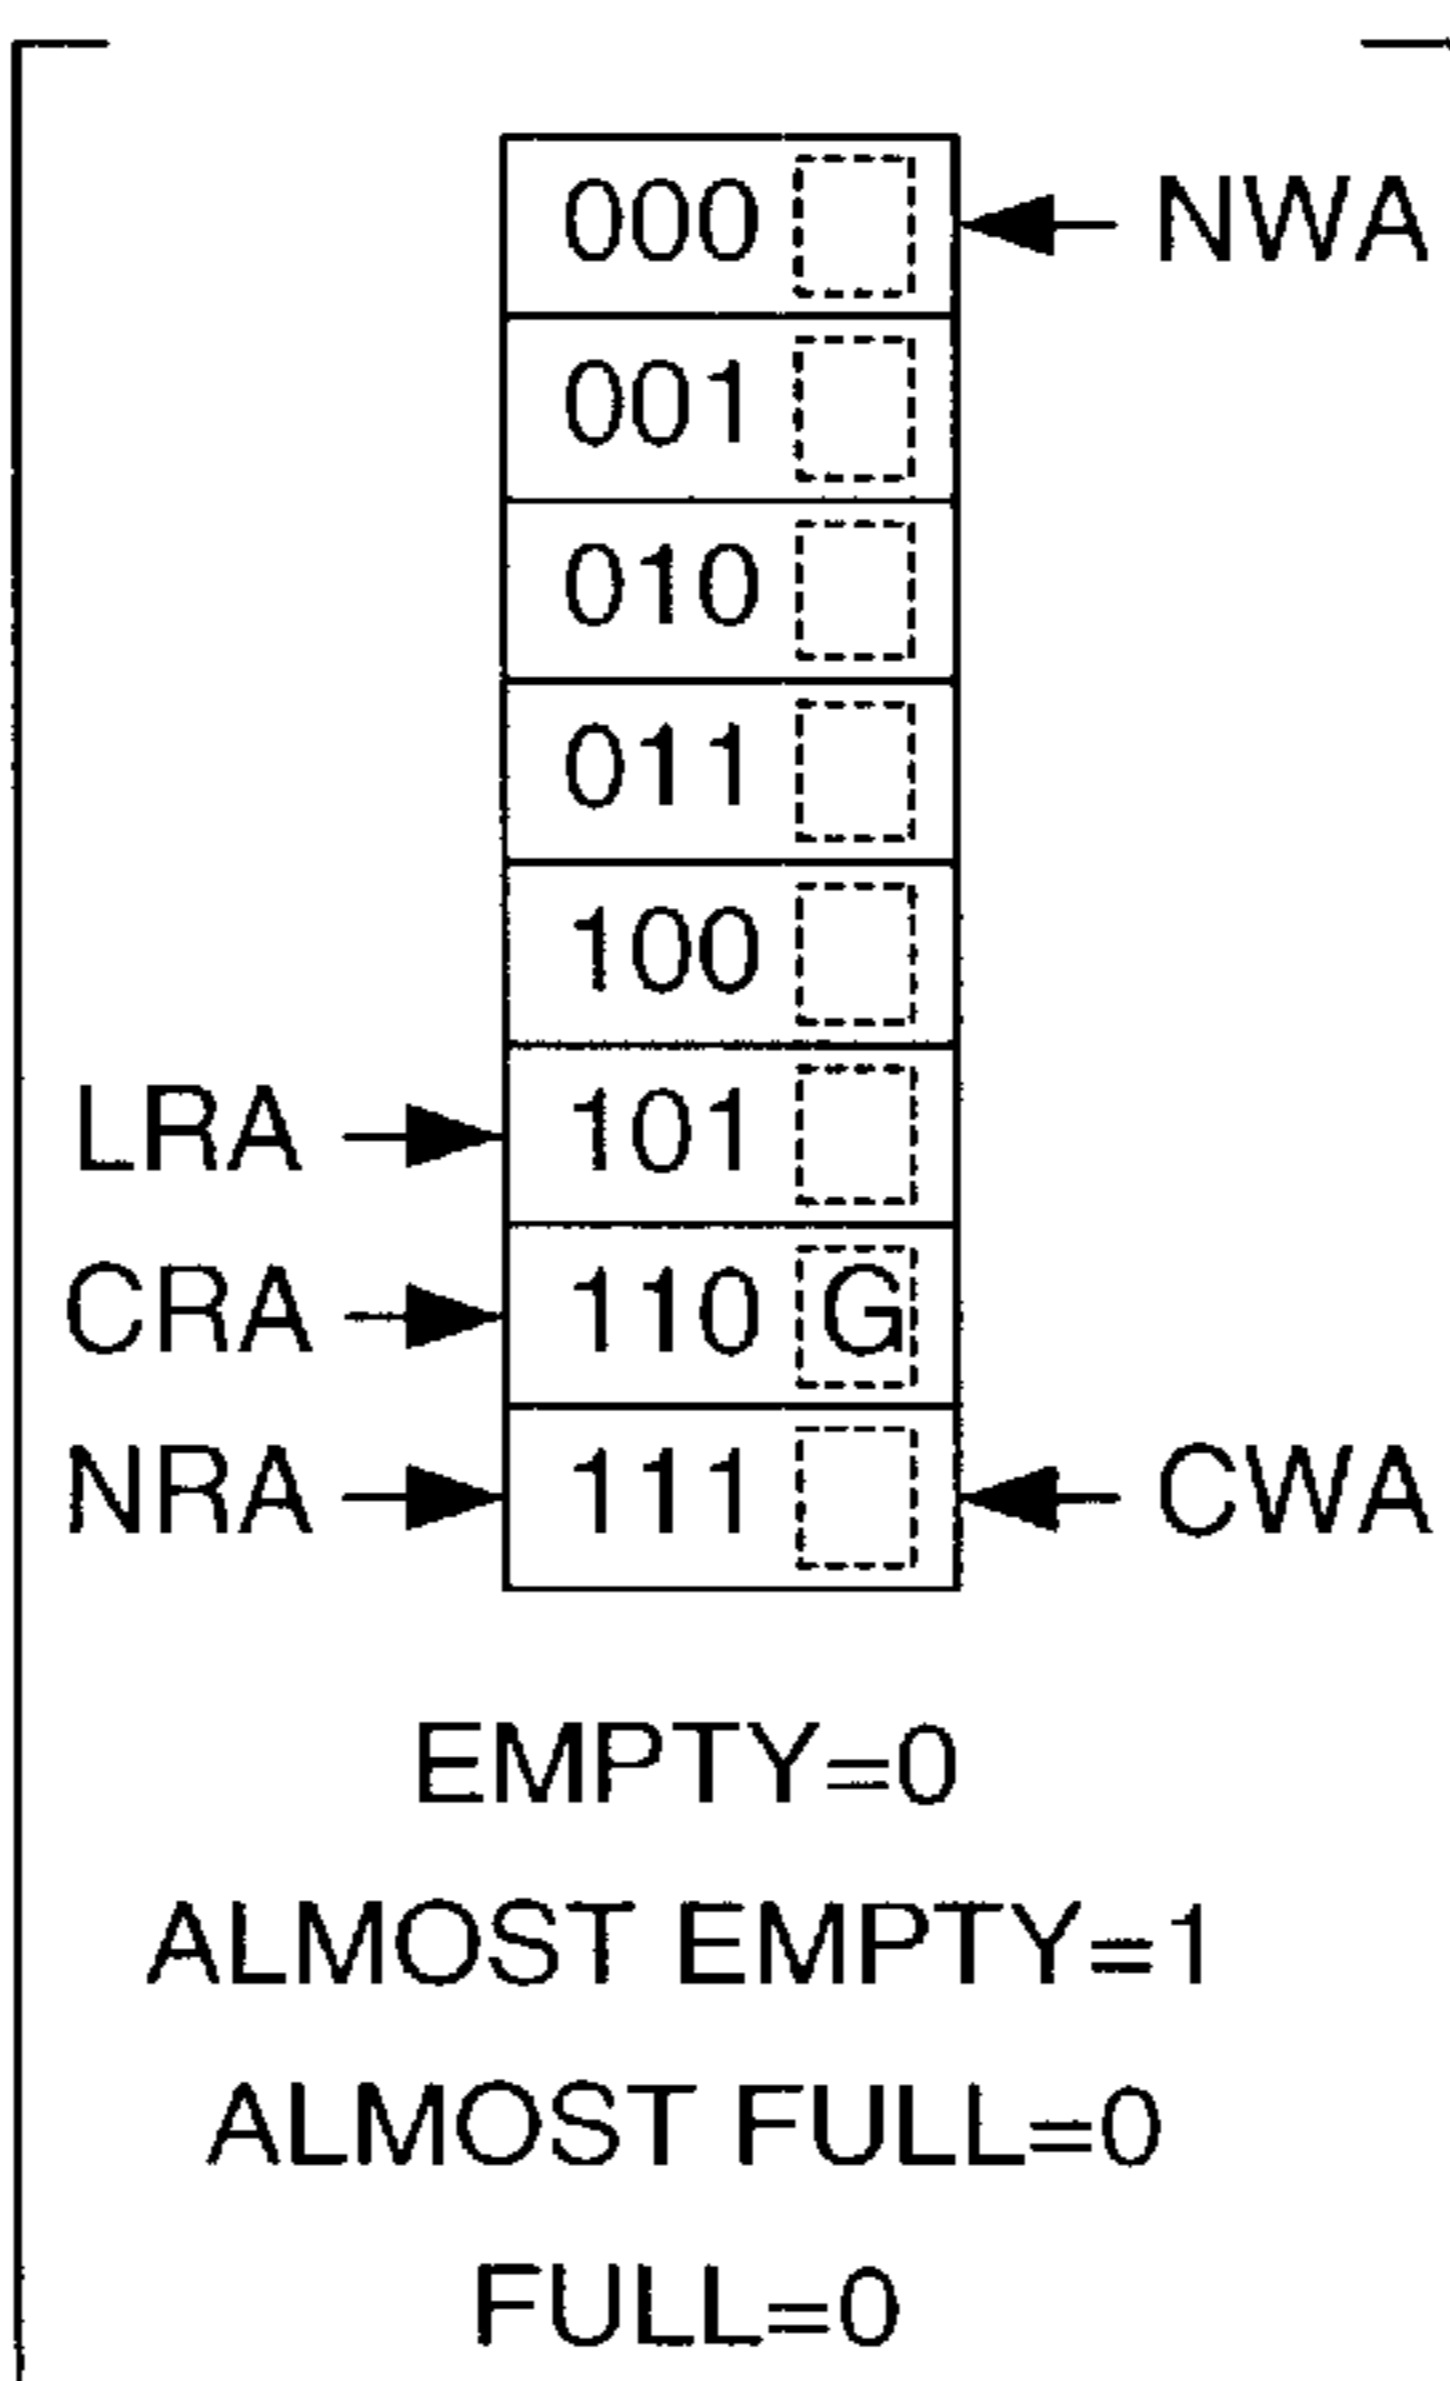 000 NWA
001
010
011
100
LRA 101
CRA 110 G
NRA 111 CWA
EMPTY=0
ALMOST EMPTY=1
ALMOST FULL=0
FULL=0